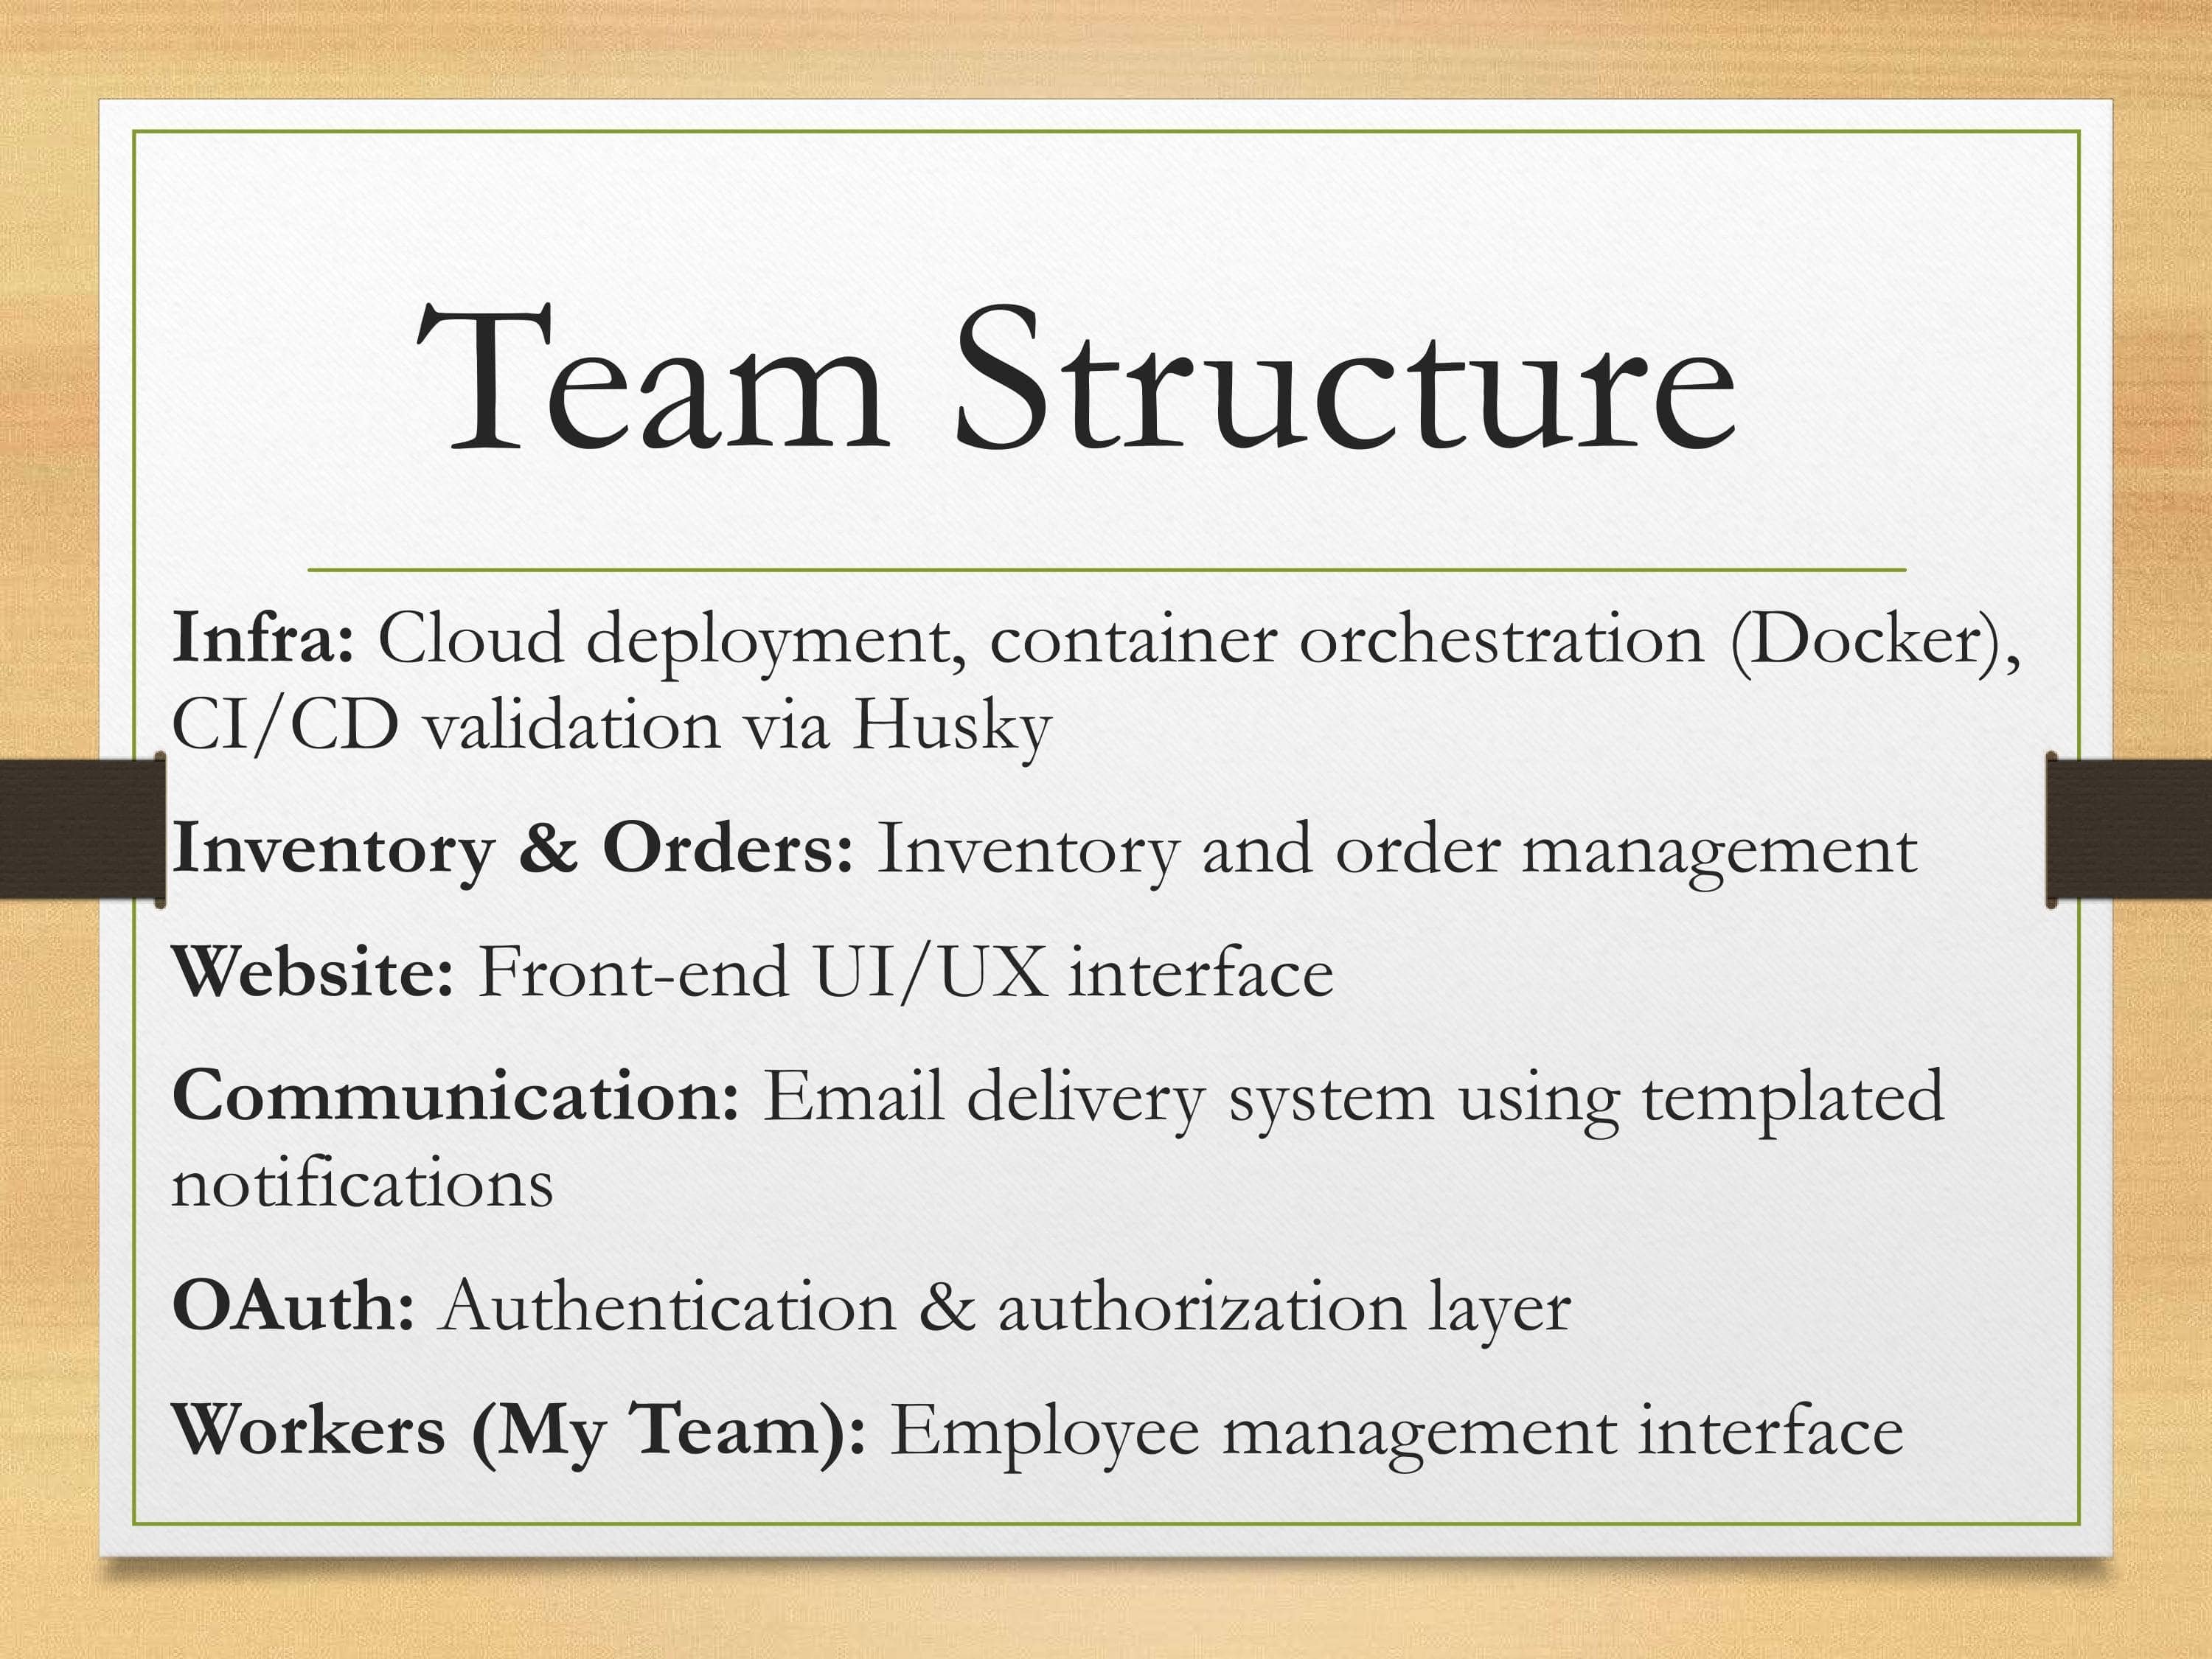 Team Structure
Infra: Cloud deployment, container orchestration (Docker),
CI/CD validation via Husky
Inventory & Orders: Inventory and order management
Website: Front-end UI/UX interface
Communication: Email delivery system using templated
notifications
OAuth: Authentication & authorization layer
Workers (My Team): Employee management interface